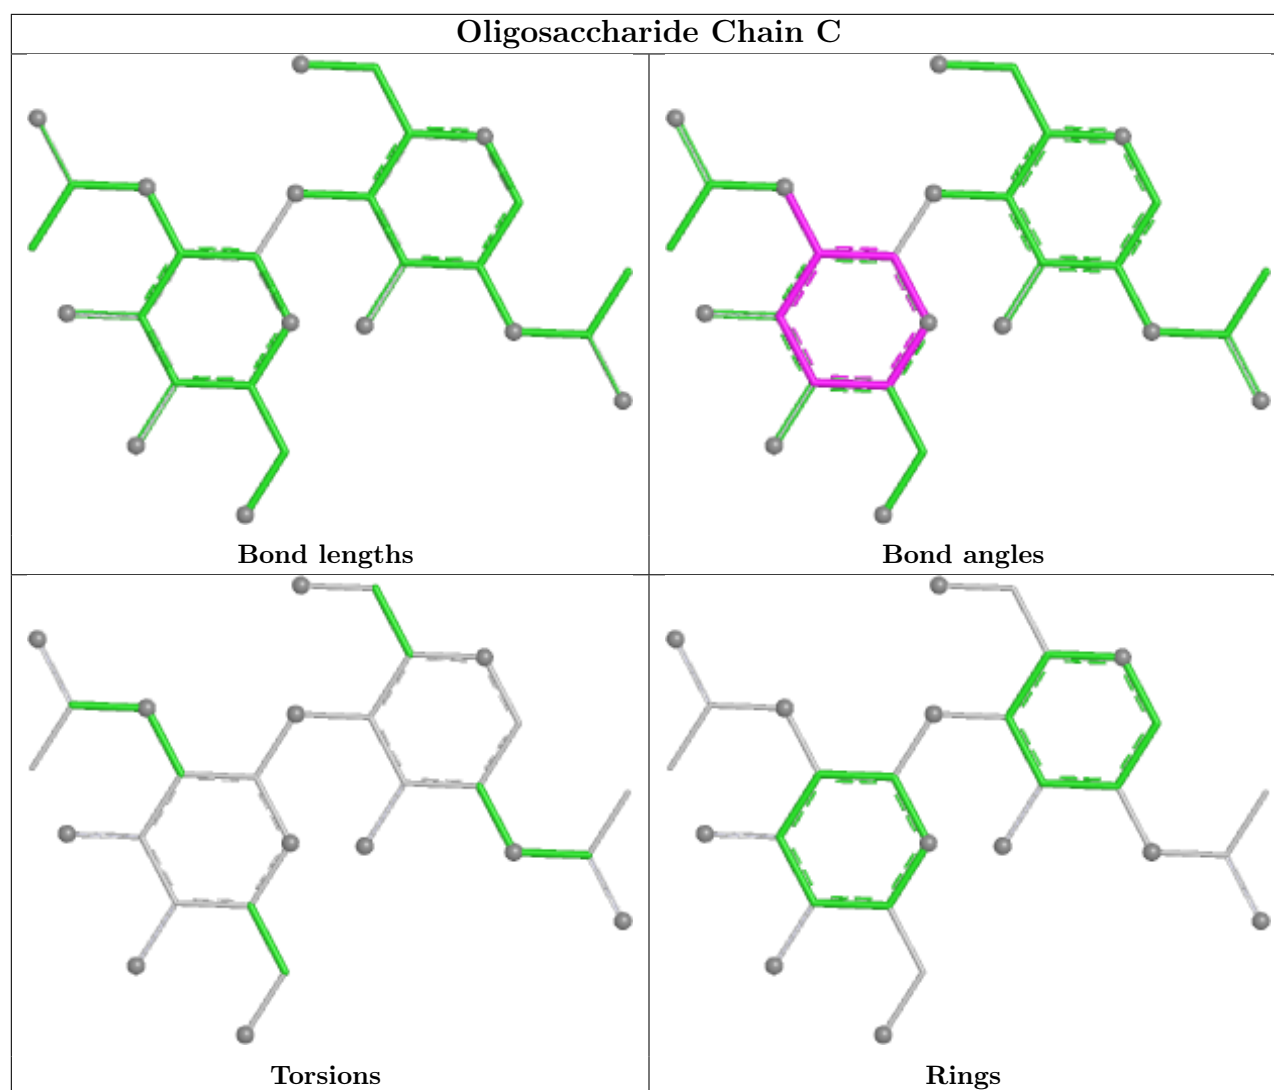 Oligosaccharide Chain C
Bond lengths
Bond angles
Torsions
Rings